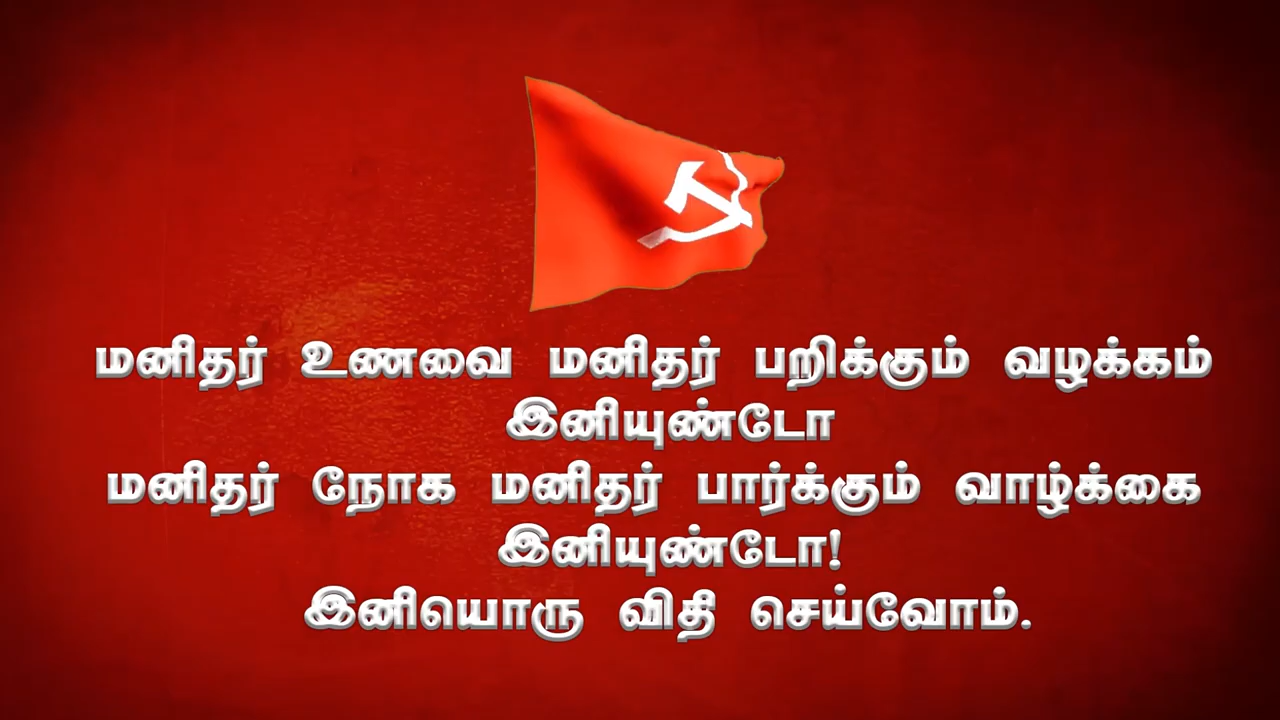 மனிதர் உணவை மனிதர் பறிக்கும் வழக்கம்
இனியுண்டோ
மனிதர் நோக மனிதர் பார்க்கும் வாழ்க்கை
இனியுண்டோ!
இனியொரு விதி செய்வோம்.